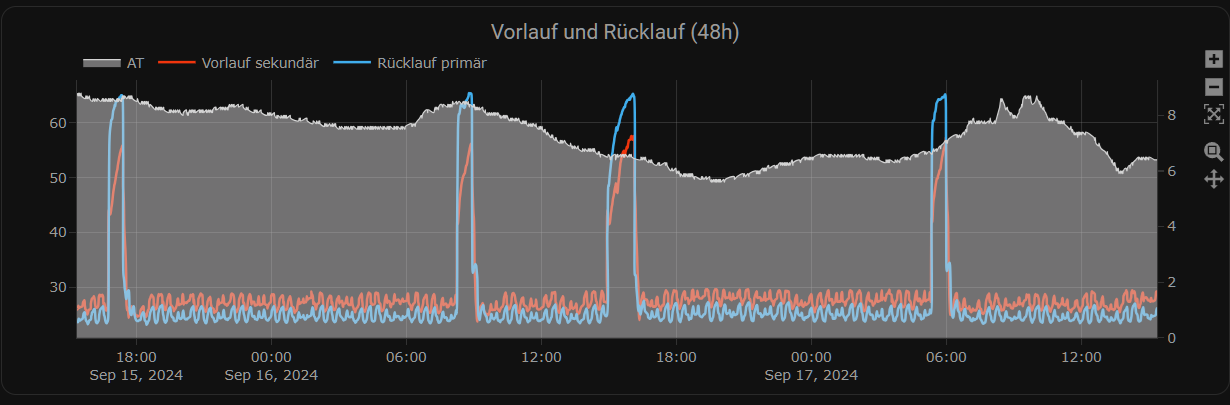 Vorlauf und Rücklauf (48h)
AT Vorlauf sekundär Rücklauf primär
60
50
40
30
8
6
4
2
0
18:00 00:00 06:00 12:00 18:00 00:00 06:00 12:00
Sep 15, 2024 Sep 16, 2024 Sep 17, 2024